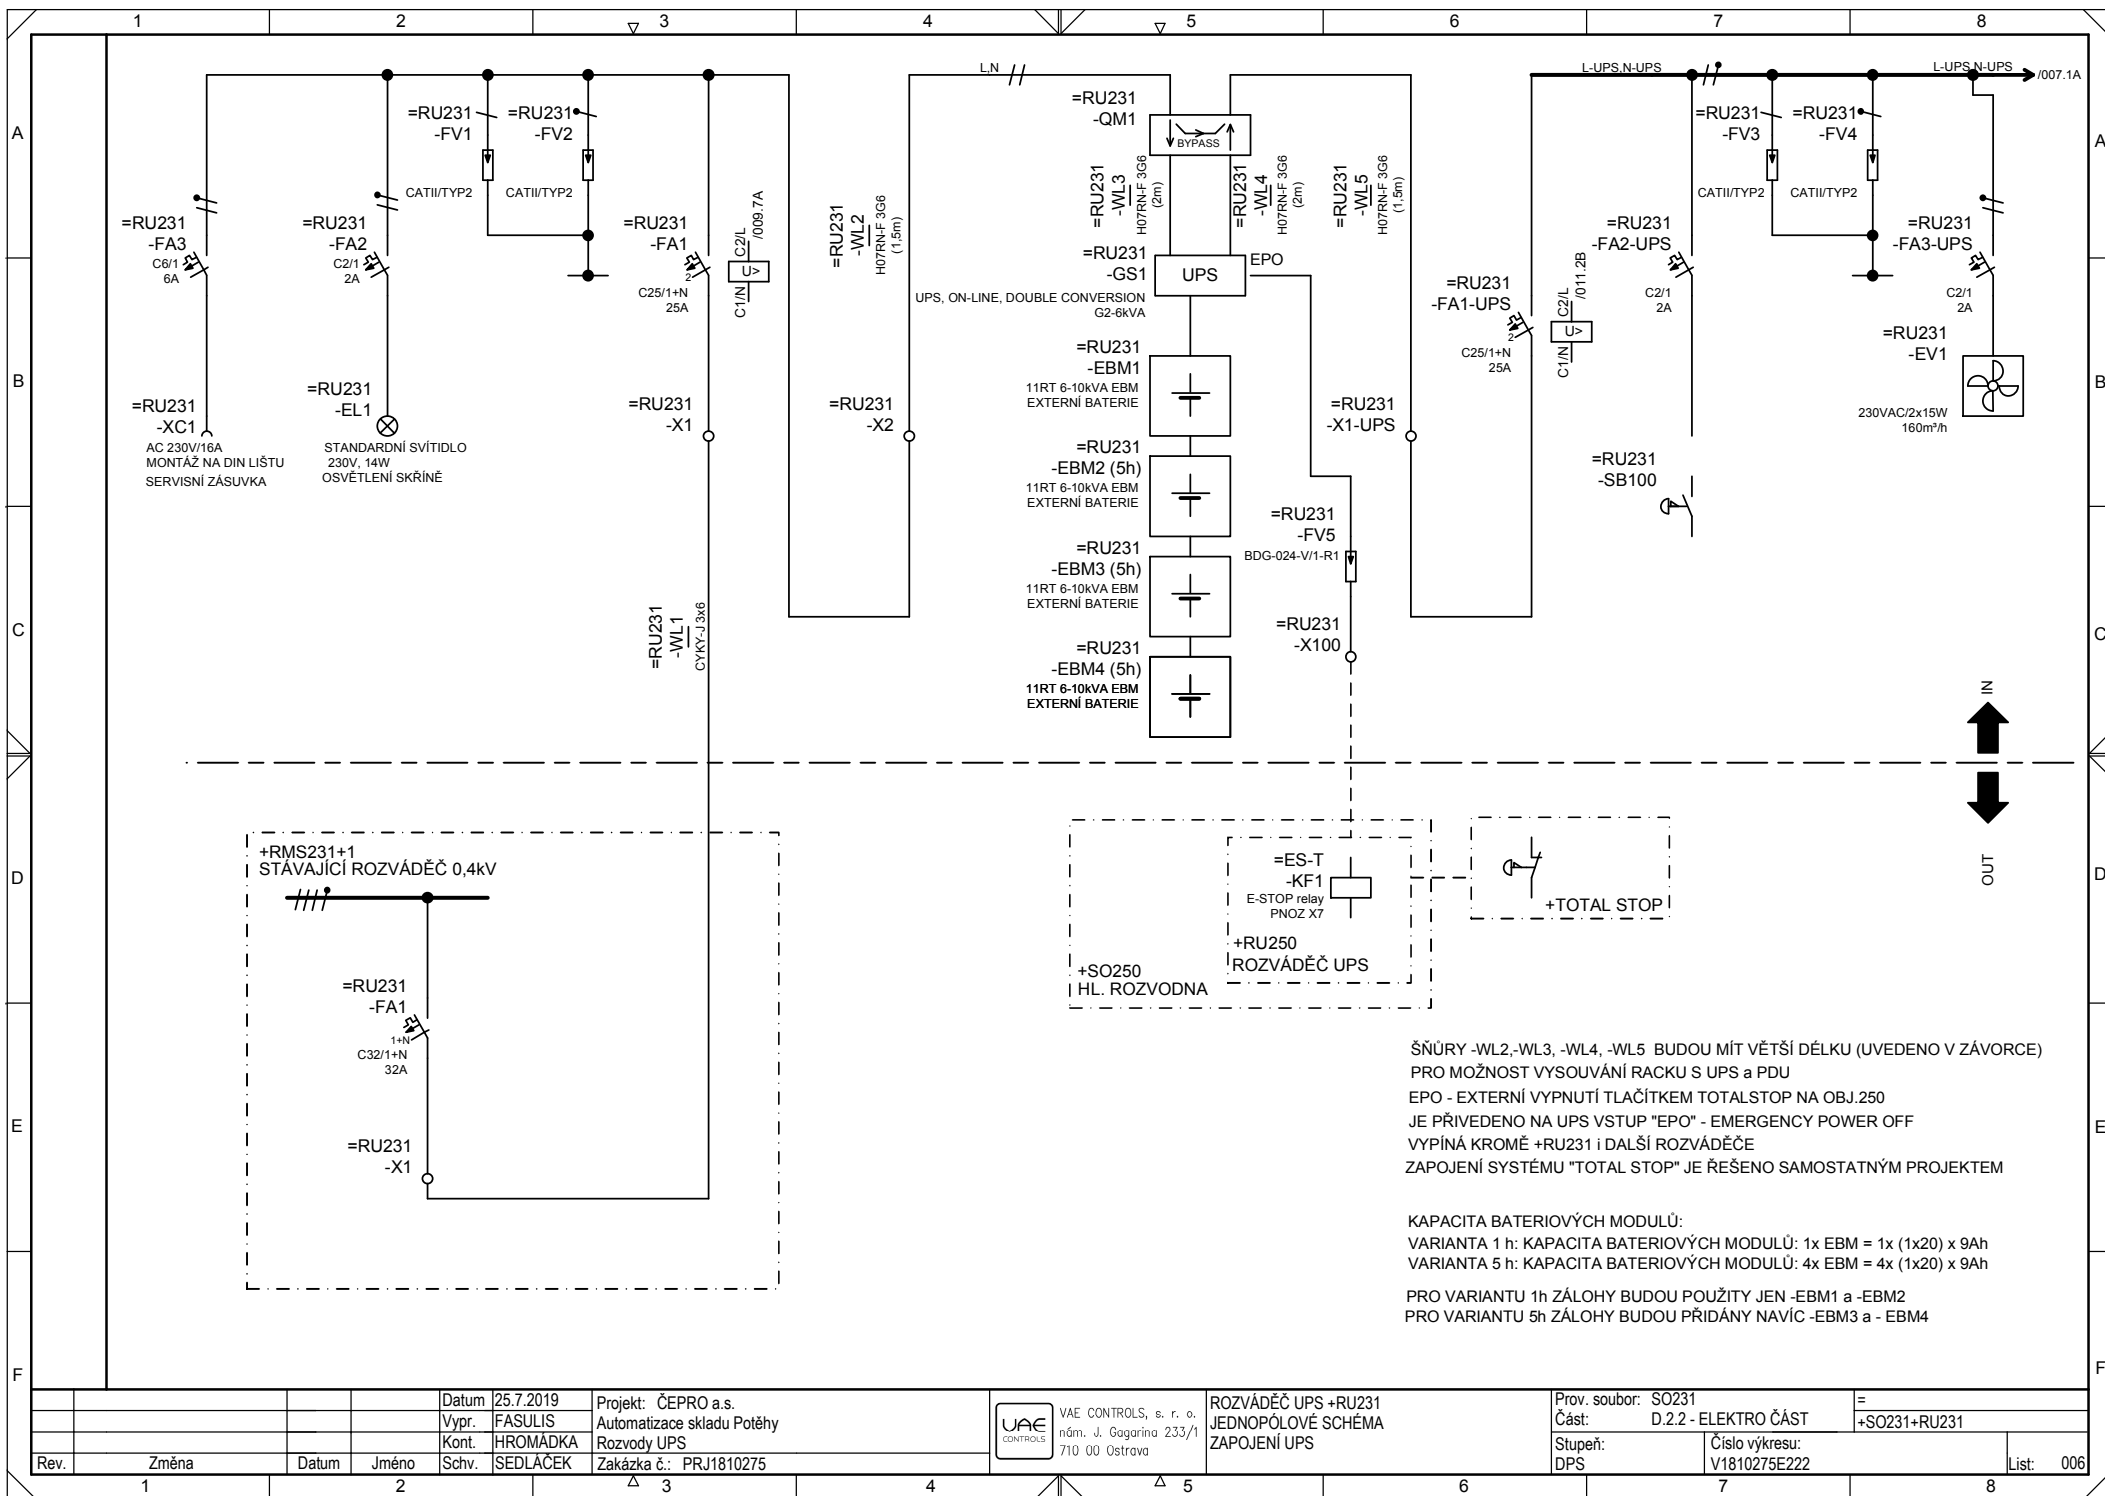 1 2 3 4 5 6 7 8
A
B
C
D
E
F
A
B
C
D
E
F
=RU231
-FA3
C6/1
6A
=RU231
-XC1
AC 230V/16A
MONTÁŽ NA DIN LIŠTU
SERVISNÍ ZÁSUVKA
=RU231
-FA2
C2/1
2A
=RU231
-EL1
STANDARDNÍ SVÍTIDLO
230V, 14W
OSVĚTLENÍ SKŘÍNĚ
=RU231
-FV1
CATII/TYP2
=RU231
-FV2
CATII/TYP2
=RU231
-FA1
2
C25/1+N
25A
C1/N
U>
C2/L
/009.7A
=RU231
-X1
=RU231
-WL1
CYKY-J 3x6
=RU231
-WL2
H07RN-F 3G6
(1,5m)
=RU231
-X2
L,N
=RU231
-QM1
BYPASS
=RU231
-WL3
H07RN-F 3G6
(2m)
=RU231
-WL4
H07RN-F 3G6
(2m)
=RU231
-WL5
H07RN-F 3G6
(1,5m)
=RU231
-GS1
UPS
EPO
UPS, ON-LINE, DOUBLE CONVERSION
G2-6kVA
=RU231
-EBM1
11RT 6-10kVA EBM
EXTERNÍ BATERIE
=RU231
-EBM2 (5h)
11RT 6-10kVA EBM
EXTERNÍ BATERIE
=RU231
-EBM3 (5h)
11RT 6-10kVA EBM
EXTERNÍ BATERIE
=RU231
-EBM4 (5h)
11RT 6-10kVA EBM
EXTERNÍ BATERIE
=RU231
-X1-UPS
=RU231
-FV5
BDG-024-V/1-R1
=RU231
-X100
=RU231
-FA1-UPS
2
C25/1+N
25A
C1/N
U>
C2/L
/011.2B
L-UPS,N-UPS
L-UPS,N-UPS
/007.1A
=RU231
-FA2-UPS
C2/1
2A
=RU231
-SB100
=RU231
-FV3
CATII/TYP2
=RU231
-FV4
CATII/TYP2
=RU231
-FA3-UPS
C2/1
2A
=RU231
-EV1
230VAC/2x15W
160m³/h
IN
OUT
+RMS231+1
STÁVAJÍCÍ ROZVÁDĚČ 0,4kV
=RU231
-FA1
1+N
C32/1+N
32A
=RU231
-X1
=ES-T
-KF1
E-STOP relay
PNOZ X7
+RU250
ROZVÁDĚČ UPS
+SO250
HL. ROZVODNA
+TOTAL STOP
ŠŇŮRY -WL2,-WL3, -WL4, -WL5 BUDOU MÍT VĚTŠÍ DÉLKU (UVEDENO V ZÁVORCE)
PRO MOŽNOST VYSOUVÁNÍ RACKU S UPS a PDU
EPO - EXTERNÍ VYPNUTÍ TLAČÍTKEM TOTALSTOP NA OBJ.250
JE PŘIVEDENO NA UPS VSTUP "EPO" - EMERGENCY POWER OFF
VYPÍNÁ KROMĚ +RU231 i DALŠÍ ROZVÁDĚČE
ZAPOJENÍ SYSTÉMU "TOTAL STOP" JE ŘEŠENO SAMOSTATNÝM PROJEKTEM
KAPACITA BATERIOVÝCH MODULŮ:
VARIANTA 1 h: KAPACITA BATERIOVÝCH MODULŮ: 1x EBM = 1x (1x20) x 9Ah
VARIANTA 5 h: KAPACITA BATERIOVÝCH MODULŮ: 4x EBM = 4x (1x20) x 9Ah
PRO VARIANTU 1h ZÁLOHY BUDOU POUŽITY JEN -EBM1 a -EBM2
PRO VARIANTU 5h ZÁLOHY BUDOU PŘIDÁNY NAVÍC -EBM3 a - EBM4
Rev. Změna Datum Jméno
Datum 25.7.2019
Vypr. FASULIS
Kont. HROMÁDKA
Schv. SEDLÁČEK
Projekt: ČEPRO a.s.
Automatizace skladu Potěhy
Rozvody UPS
Zakázka č.: PRJ1810275
UAE
CONTROLS
VAE CONTROLS, s. r. o.
nám. J. Gagarina 233/1
710 00 Ostrava
ROZVÁDĚČ UPS +RU231
JEDNOPÓLOVÉ SCHÉMA
ZAPOJENÍ UPS
Prov. soubor: SO231
Část: D.2.2 - ELEKTRO ČÁST
=
+SO231+RU231
Stupeň:
DPS
Číslo výkresu:
V1810275E222
List: 006
1 2 3 4 5 6 7 8